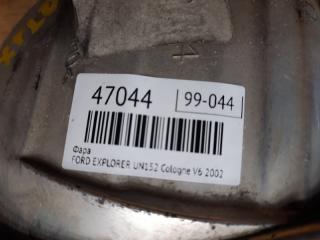 47044
99-044
Фара
FORD EXPLORER UN152 Cologne V6 2002